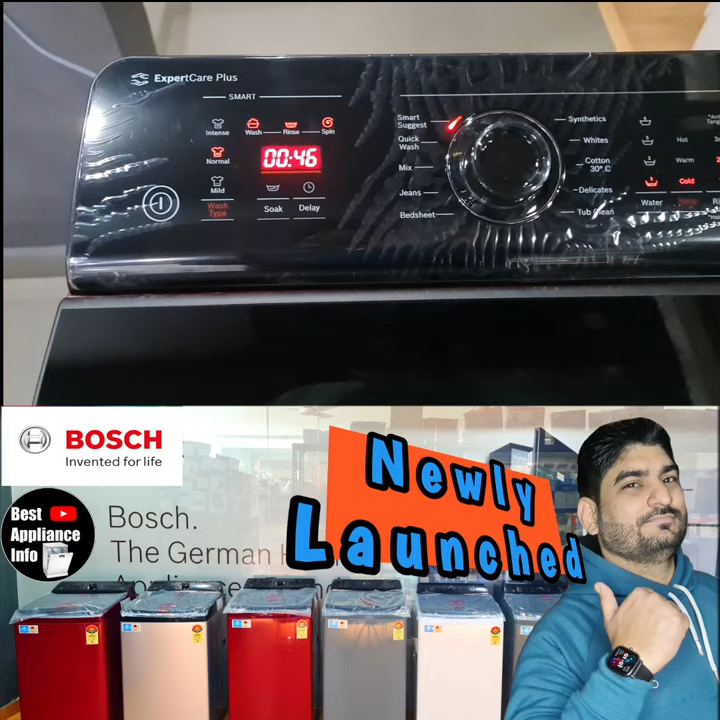 ExpertCare Plus
SMART
Intense
Wash
Rinse
Spin
Normal
00:46
Mild
Wash
Type
Soak
Delay
Smart
Suggest
Quick
Wash
Mix
Jeans
Bedsheet
Synthetics
Whites
Cotton
30° C
Delicates
Tub Clean
Hot
Warm
Cold
Water
Temp
BOSCH
Invented for life
Best
Appliance
Info
Bosch.
The German H
Newly
Launched